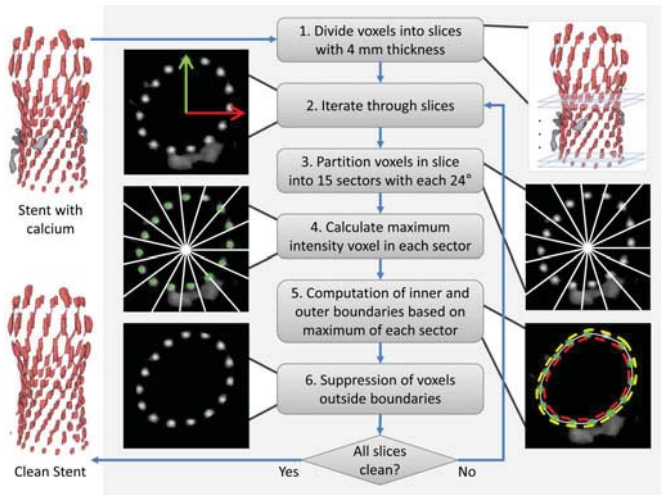 1. Divide voxels into slices
with 4 mm thickness
2. Iterate through slices
3. Partition voxels in slice
into 15 sectors with each 24°
Stent with
calcium
4. Calculate maximum
intensity voxel in each sector
5. Computation of inner and
outer boundaries based on
maximum of each sector
6. Suppression of voxels
outside boundaries
All slices
clean?
Clean Stent
Yes
No